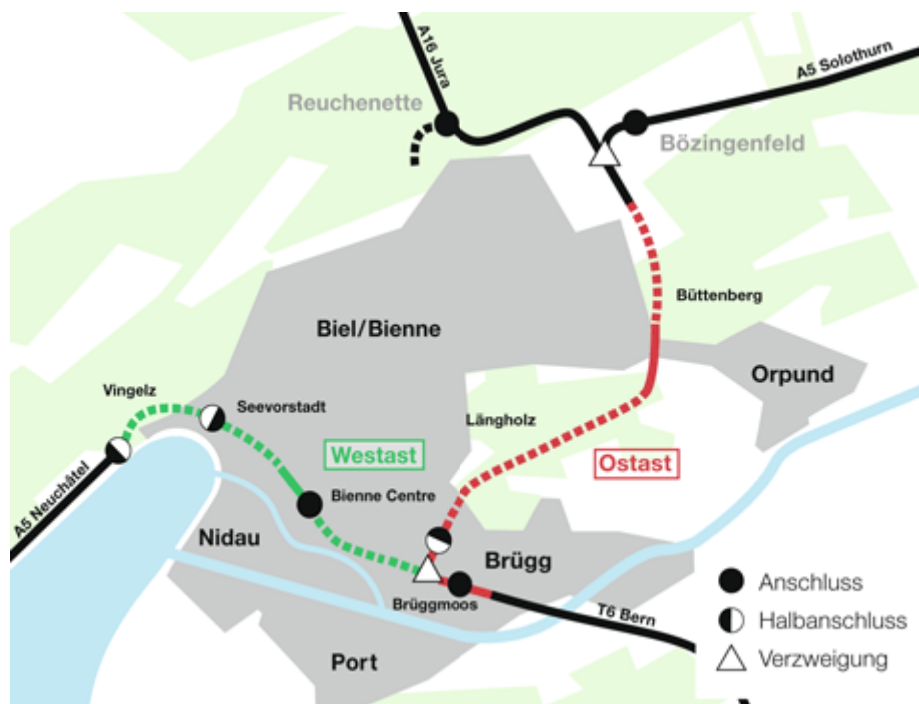 A16 Jura
A5 Solothurn
Reuchenette
Bözingenfeld
Büttenberg
Biel/Bienne
Orpund
Vingelz
Seevorstadt
Längholz
Westast
Ostast
A5 Neuchâtel
Bienne Centre
Nidau
Brügg
Brüggmoos
T6 Bern
Port
Anschluss
Halbanschluss
Verzweigung